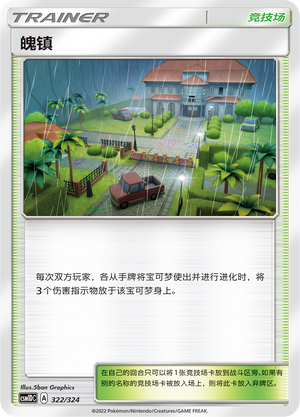 TRAINER 竞技场
魄镇
每次双方玩家,各从手牌将宝可梦使出并进行进化时,将
3个伤害指示物放于该宝可梦身上。
Illus.5ban Graphics
在自己的回合只可以将1张竞技场卡放到战斗区旁。如果有
别的名称的竞技场卡被放入场上,则将此卡放入弃牌区。
CSM1DC A 322/324
©2022 Pokémon/Nintendo/Creatures/GAME FREAK.